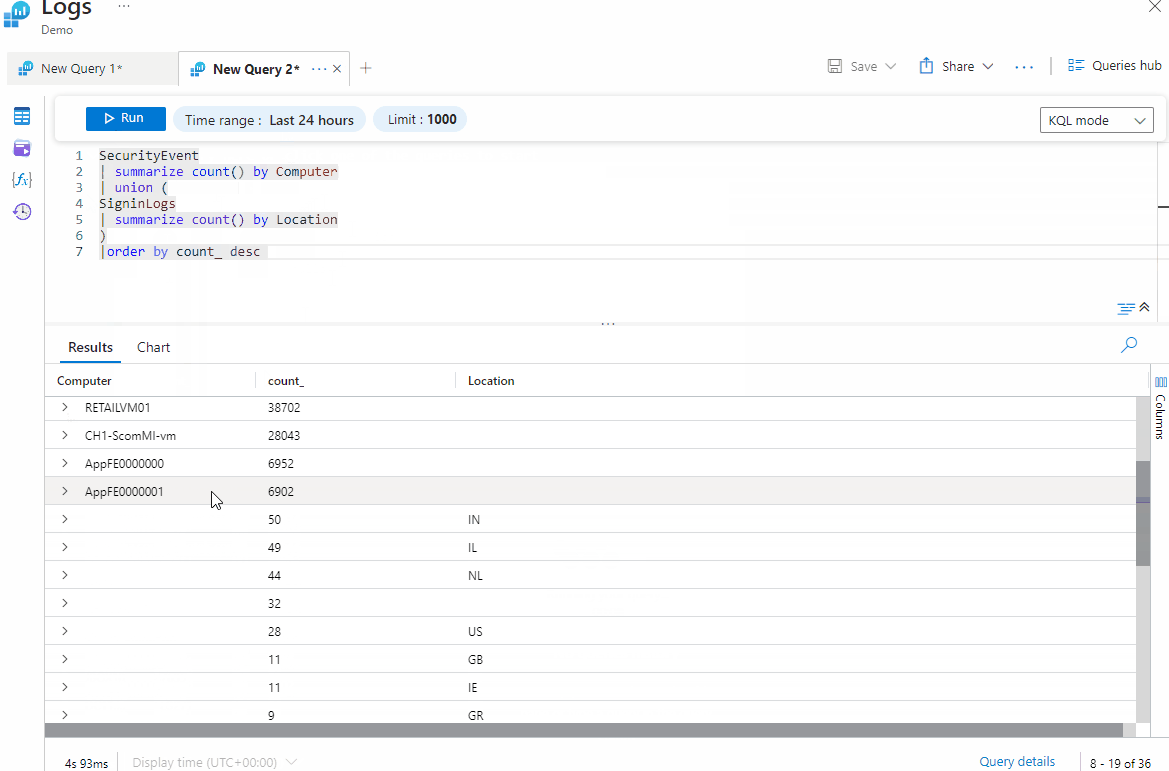 Logs
...
Demo
New Query 1*
New Query 2* ... × +
Save
Share
...
Queries hub
Run
Time range : Last 24 hours
Limit : 1000
KQL mode
1 SecurityEvent
2 | summarize count() by Computer
3 | union (
4 SigninLogs
5 | summarize count() by Location
6 )
7 |order by count_ desc
...
{fx}
Results Chart
Computer count_ Location
Columns
> RETAILVM01 38702
> CH1-ScomMI-vm 28043
> AppFE0000000 6952
> AppFE0000001 6902
> 50 IN
> 49 IL
> 44 NL
> 32
> 28 US
> 11 GB
> 11 IE
> 9 GR
4s 93ms
Display time (UTC+00:00)
Query details
8 - 19 of 36